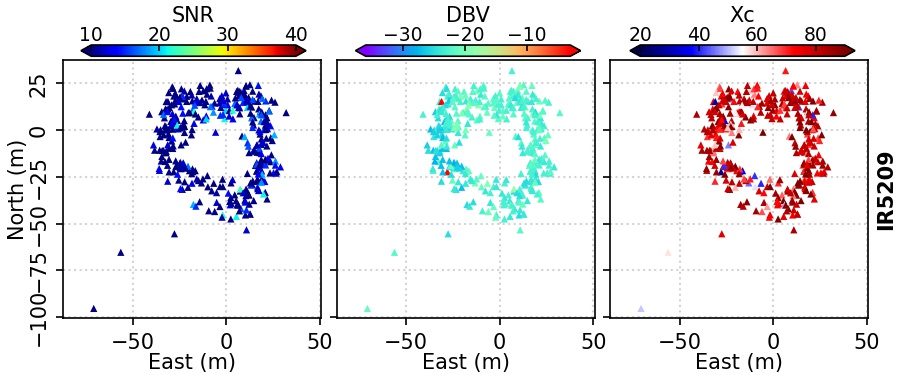 SNR DBV Xc
10 20 30 40 −30 −20 −10 20 40 60 80
25
0
−25
−50
−75
−100
North (m)
−50 0 50 −50 0 50 −50 0 50
East (m) East (m) East (m)
IR5209